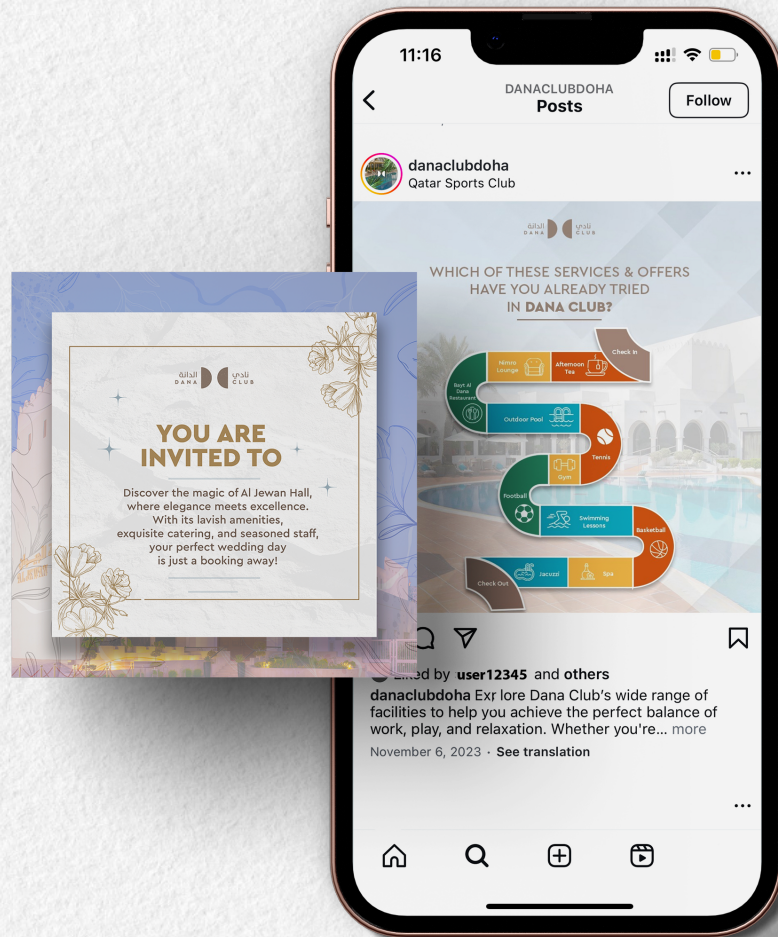 11:16
DANACLUBDOHA
Posts
Follow
danaclubdoha
Qatar Sports Club
الدانة نادي
DANA CLUB
WHICH OF THESE SERVICES & OFFERS
HAVE YOU ALREADY TRIED
IN DANA CLUB?
Check In
Afternoon
Tea
Nimra
Lounge
Bayt Al
Dana
Restaurant
Outdoor Pool
Tennis
Gym
Football
Swimming
Lessons
Basketball
Spa
Jacuzzi
Check Out
Liked by user12345 and others
danaclubdoha Exr lore Dana Club's wide range of
facilities to help you achieve the perfect balance of
work, play, and relaxation. Whether you're... more
November 6, 2023 · See translation
الدانة نادي
DANA CLUB
YOU ARE
INVITED TO
Discover the magic of Al Jewan Hall,
where elegance meets excellence.
With its lavish amenities,
exquisite catering, and seasoned staff,
your perfect wedding day
is just a booking away!